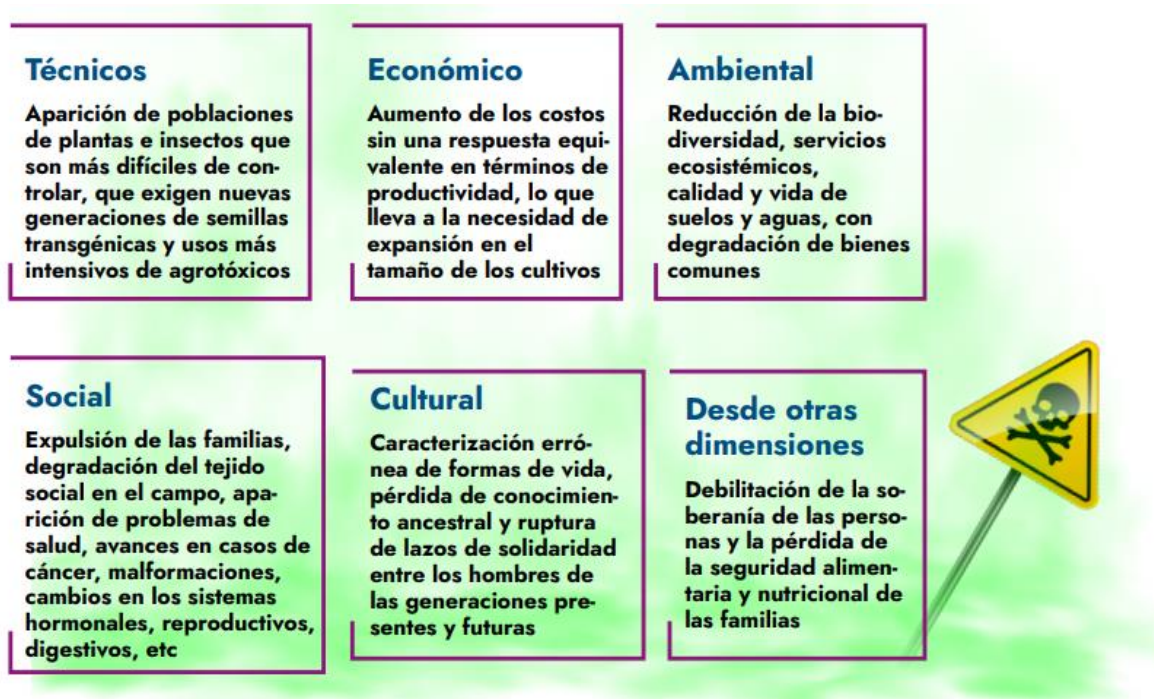 Técnicos
Aparición de poblaciones
de plantas e insectos que
son más difíciles de con-
trolar, que exigen nuevas
generaciones de semillas
transgénicas y usos más
intensivos de agrotóxicos
Económico
Aumento de los costos
sin una respuesta equi-
valente en términos de
productividad, lo que
lleva a la necesidad de
expansión en el
tamaño de los cultivos
Ambiental
Reducción de la bio-
diversidad, servicios
ecosistémicos,
calidad y vida de
suelos y aguas, con
degradación de bienes
comunes
Social
Expulsión de las familias,
degradación del tejido
social en el campo, apa-
rición de problemas de
salud, avances en casos de
cáncer, malformaciones,
cambios en los sistemas
hormonales, reproductivos,
digestivos, etc
Cultural
Caracterización erró-
nea de formas de vida,
pérdida de conocimien-
to ancestral y ruptura
de lazos de solidaridad
entre los hombres de
las generaciones pre-
sentes y futuras
Desde otras
dimensiones
Debilitación de la so-
beranía de las perso-
nas y la pérdida de
la seguridad alimen-
taria y nutricional de
las familias